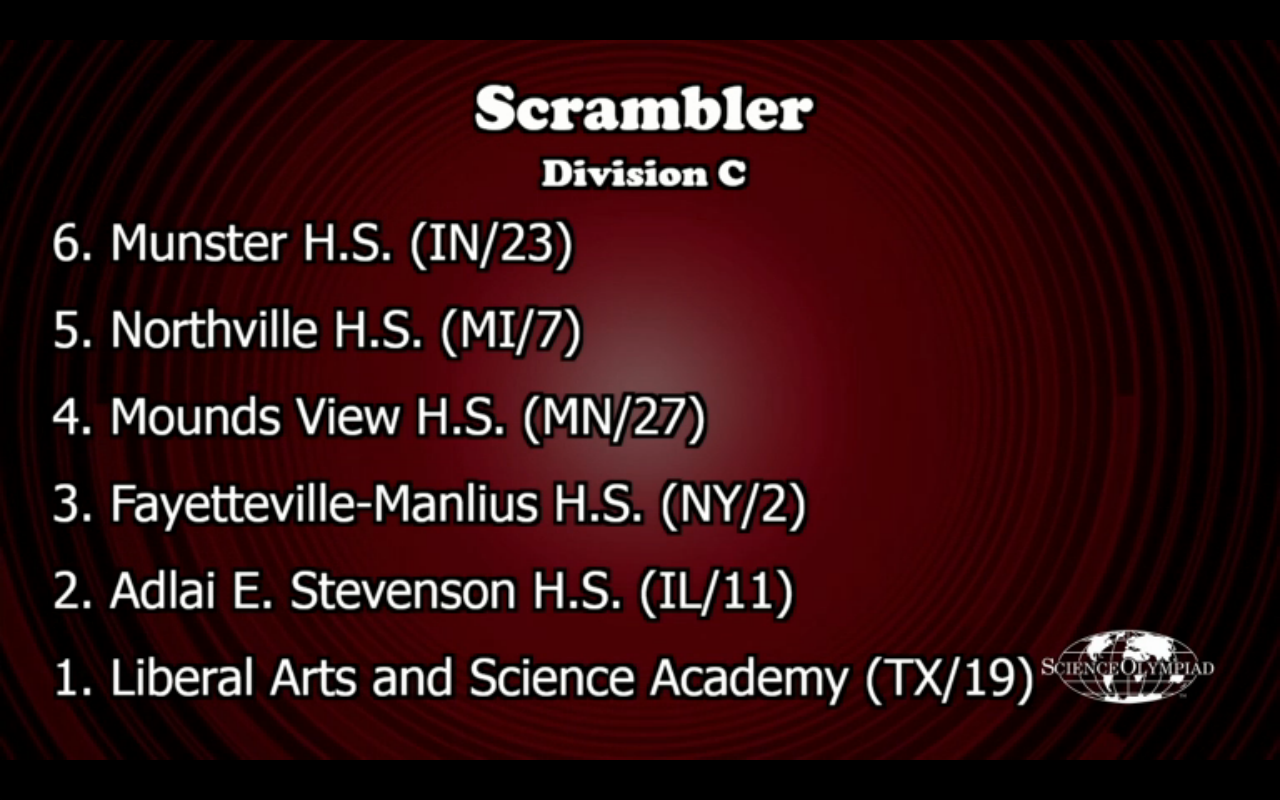 Scrambler
Division C
6. Munster H.S. (IN/23)
5. Northville H.S. (MI/7)
4. Mounds View H.S. (MN/27)
3. Fayetteville-Manlius H.S. (NY/2)
2. Adlai E. Stevenson H.S. (IL/11)
1. Liberal Arts and Science Academy (TX/19)
SCIENCE OLYMPIAD